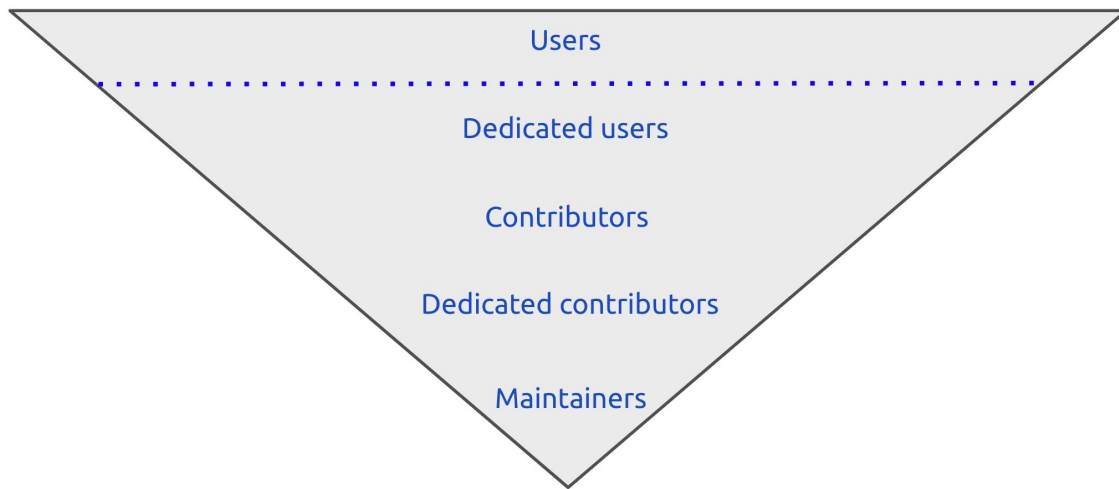 Users
Dedicated users
Contributors
Dedicated contributors
Maintainers